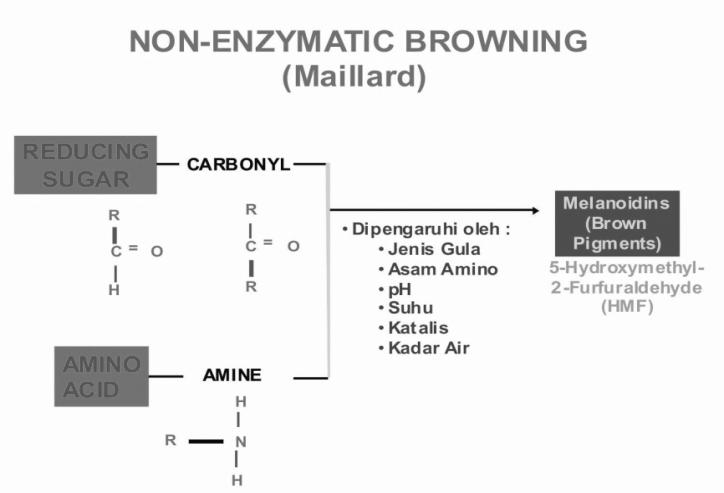 NON-ENZYMATIC BROWNING
(Maillard)
REDUCING
SUGAR
CARBONYL
R
C = O
H
R
C = O
R
• Dipengaruhi oleh :
• Jenis Gula
• Asam Amino
• pH
• Suhu
• Katalis
• Kadar Air
Melanoidins
(Brown
Pigments)
5-Hydroxymethyl-
2-Furfuraldehyde
(HMF)
AMINO
ACID
AMINE
H
R N
H